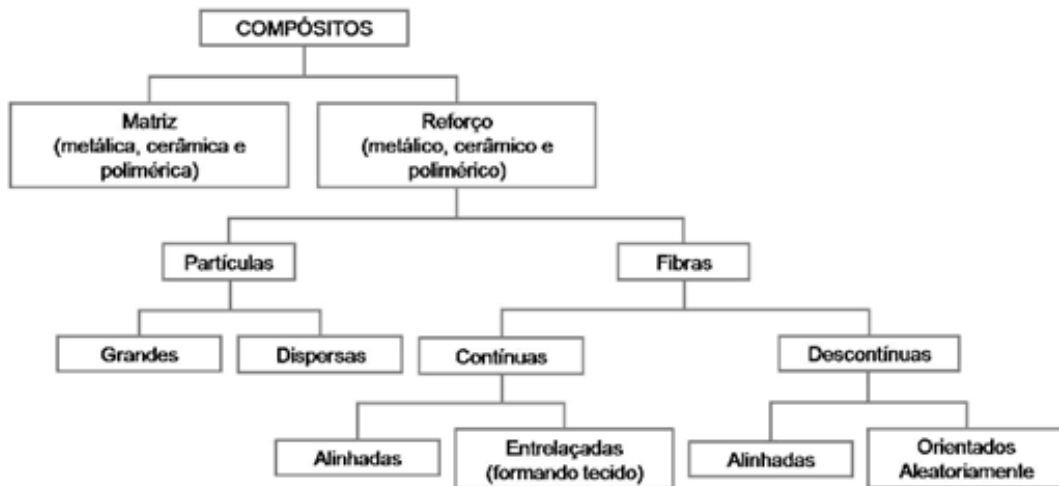 COMPÓSITOS
Matriz
(metálica, cerâmica e
polimérica)
Reforço
(metálico, cerâmico e
polimérico)
Partículas
Fibras
Grandes
Dispersas
Contínuas
Descontínuas
Alinhadas
Entrelaçadas
(formando tecido)
Alinhadas
Orientados
Aleatoriamente